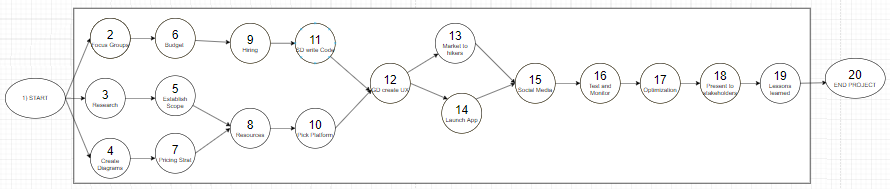 1) START
2
Focus Groups
3
Research
4
Create
Diagrams
6
Budget
5
Establish
Scope
7
Pricing Strat.
9
Hiring
8
Resources
11
SD write Code
10
Pick Platform
12
GD create UX
13
Market to
hikers
14
Launch App
15
Social Media
16
Test and
Monitor
17
Optimization
18
Present to
stakeholders
19
Lessons
learned
20
END PROJECT